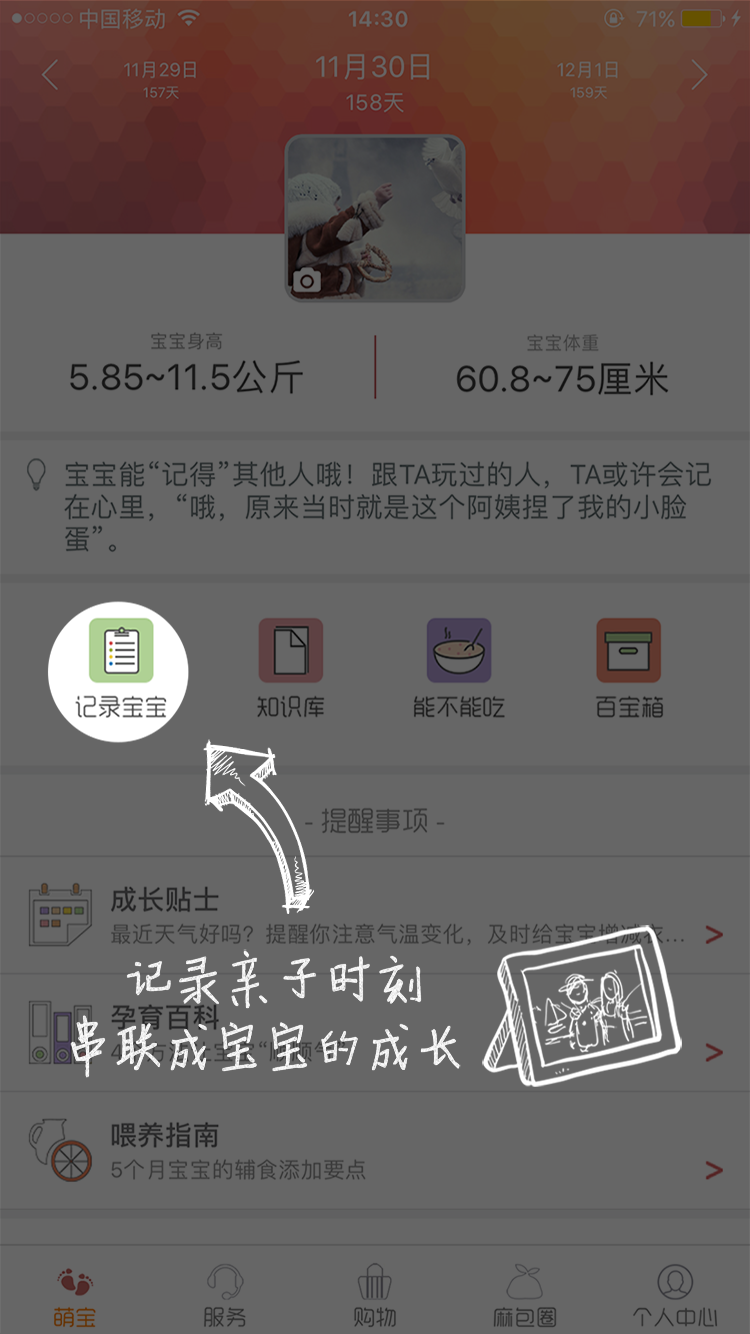 中国移动 14:30 71%
11月29日 11月30日 12月1日
157天 158天 159天
宝宝身高 宝宝体重
5.85~11.5公斤 60.8~75厘米
宝宝能“记得”其他人哦！跟TA玩过的人，TA或许会记
在心里，“哦，原来当时就是这个阿姨捏了我的小脸
蛋”。
记录宝宝 知识库 能不能吃 百宝箱
- 提醒事项 -
成长贴士
最近天气好吗？提醒你注意气温变化，及时给宝宝增减衣...
记录亲子时刻
孕育百科
串联成宝宝的成长
喂养指南
5个月宝宝的辅食添加要点
萌宝 服务 购物 麻包圈 个人中心